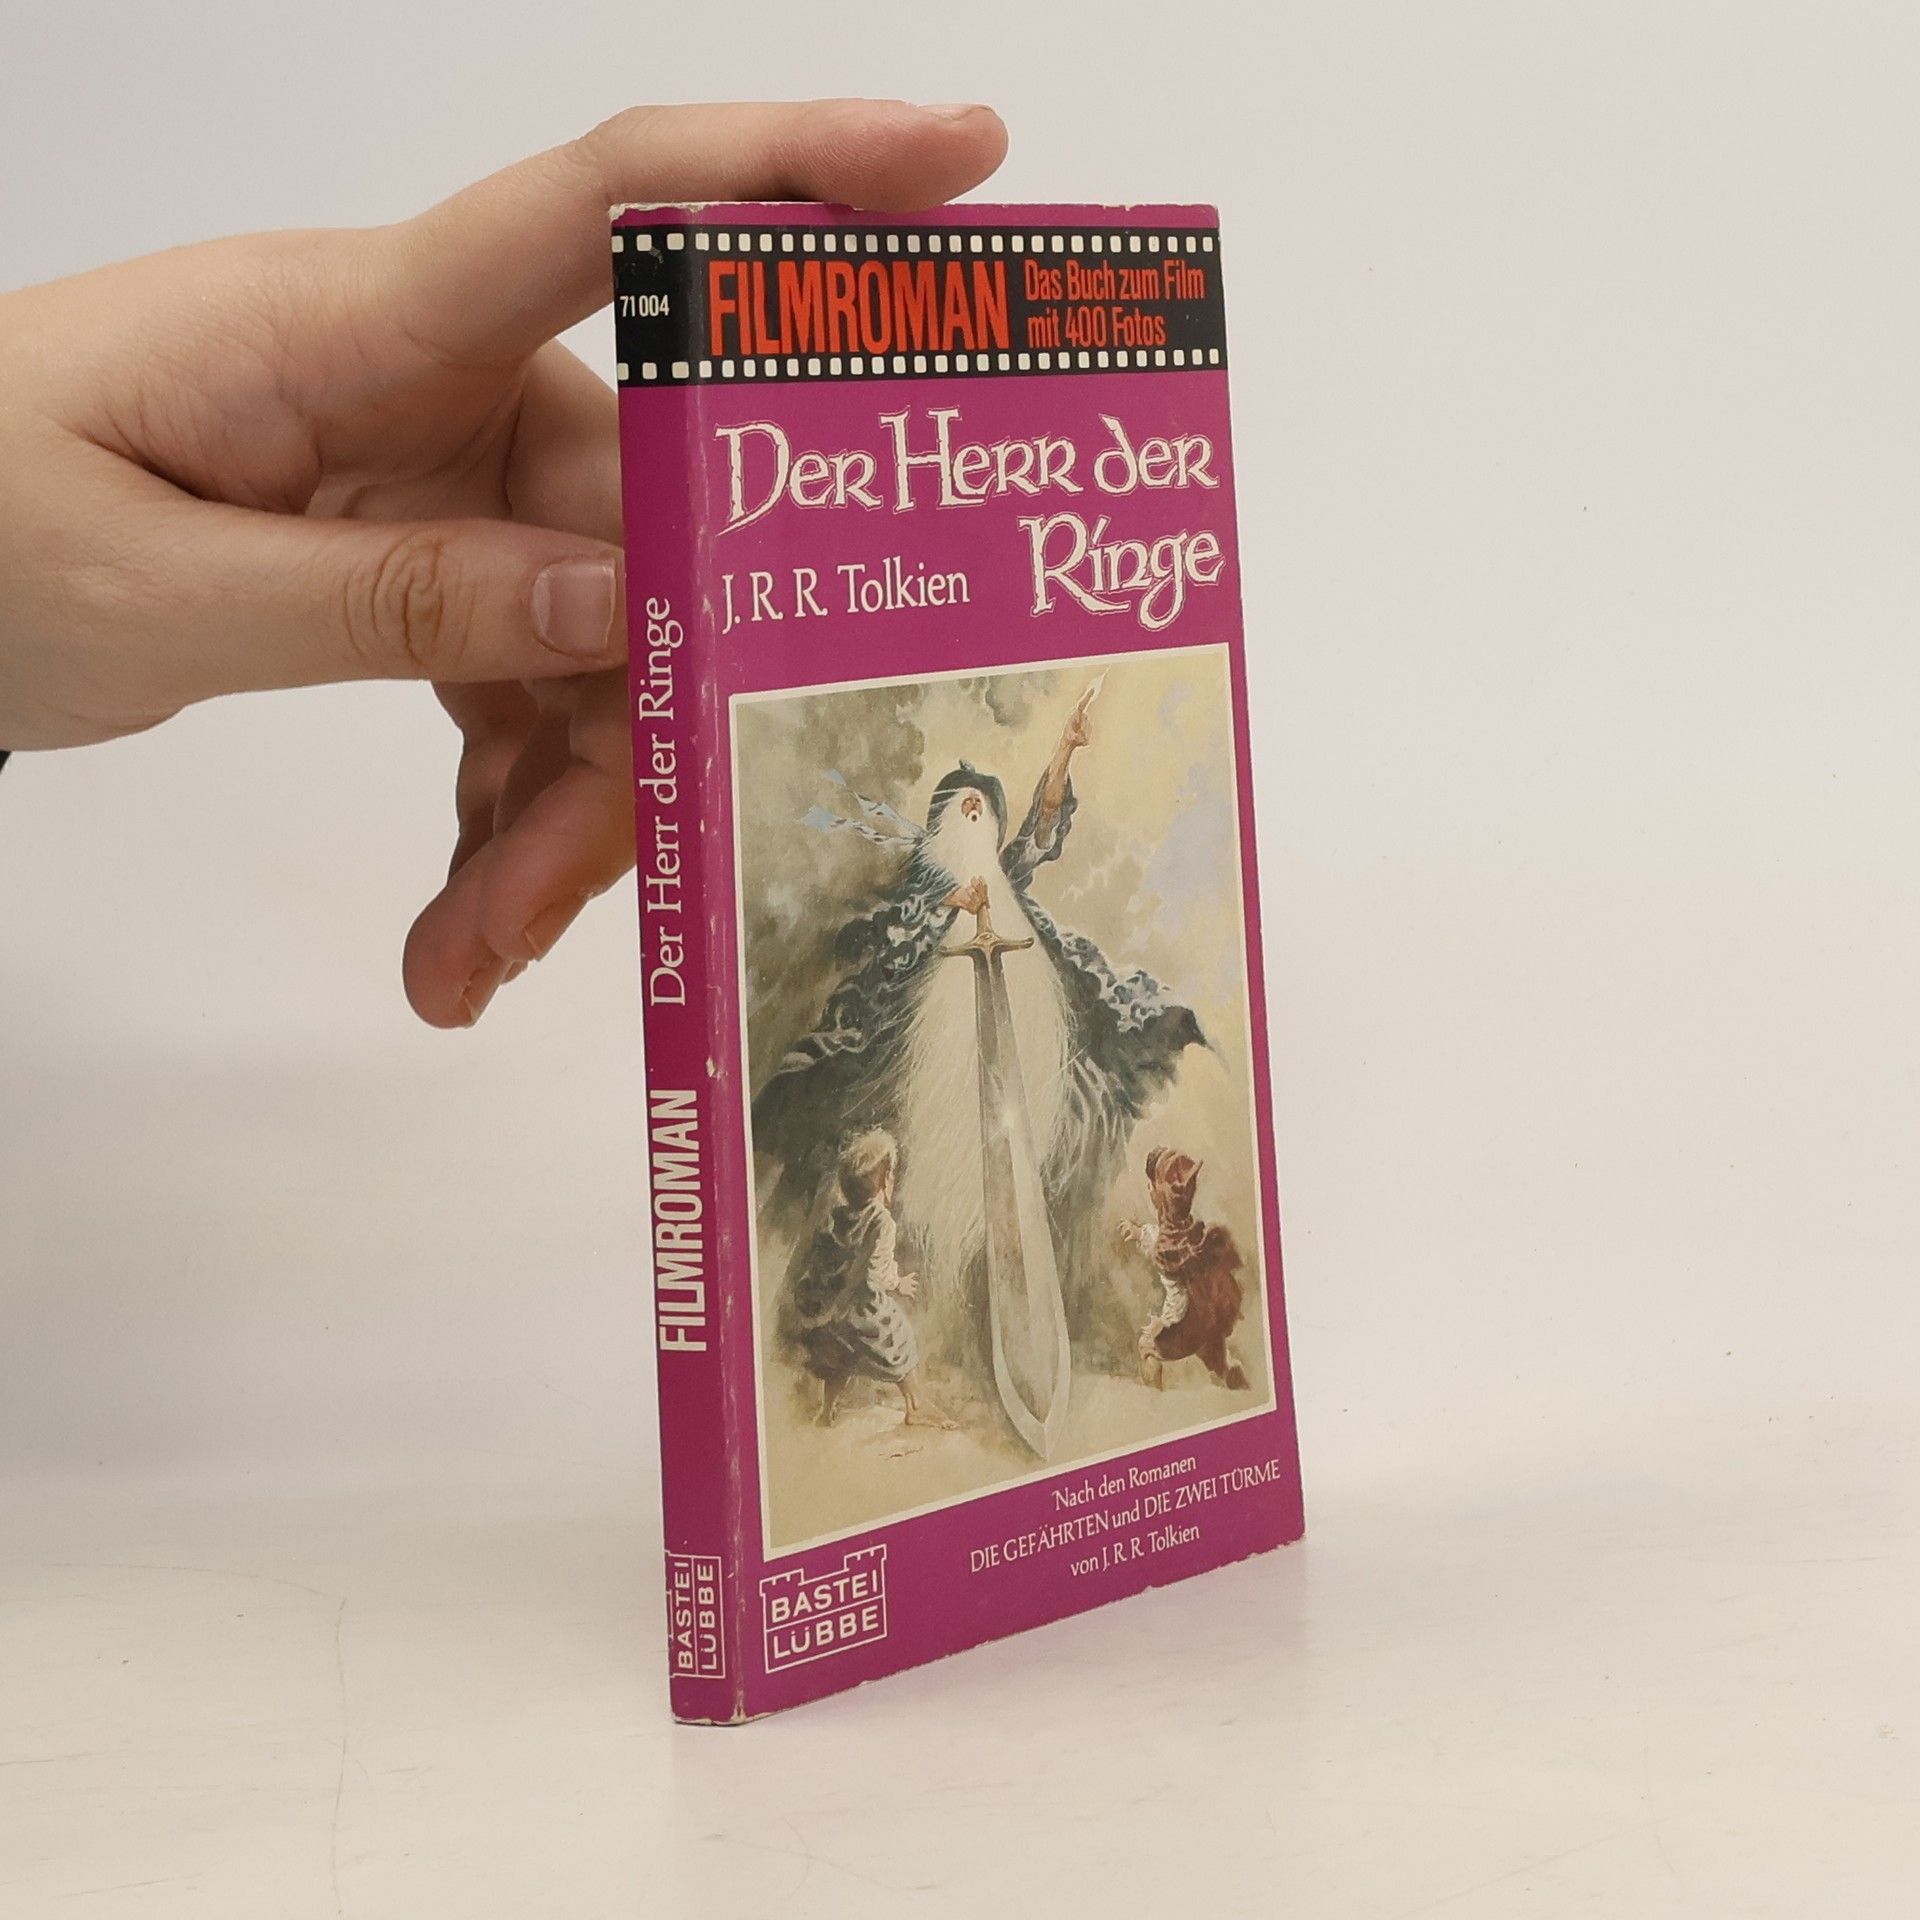 71004
FILMROMAN
Das Buch zum Film
mit 400 Fotos
Der Herr der
Ringe
J. R. R. Tolkien
Nach den Romanen
DIE GEFÄHRTEN und DIE ZWEI TÜRME
von J. R. R. Tolkien
BASTEI
LÜBBE
FILMROMAN Der Herr der Ringe
BASTEI
LÜBBE